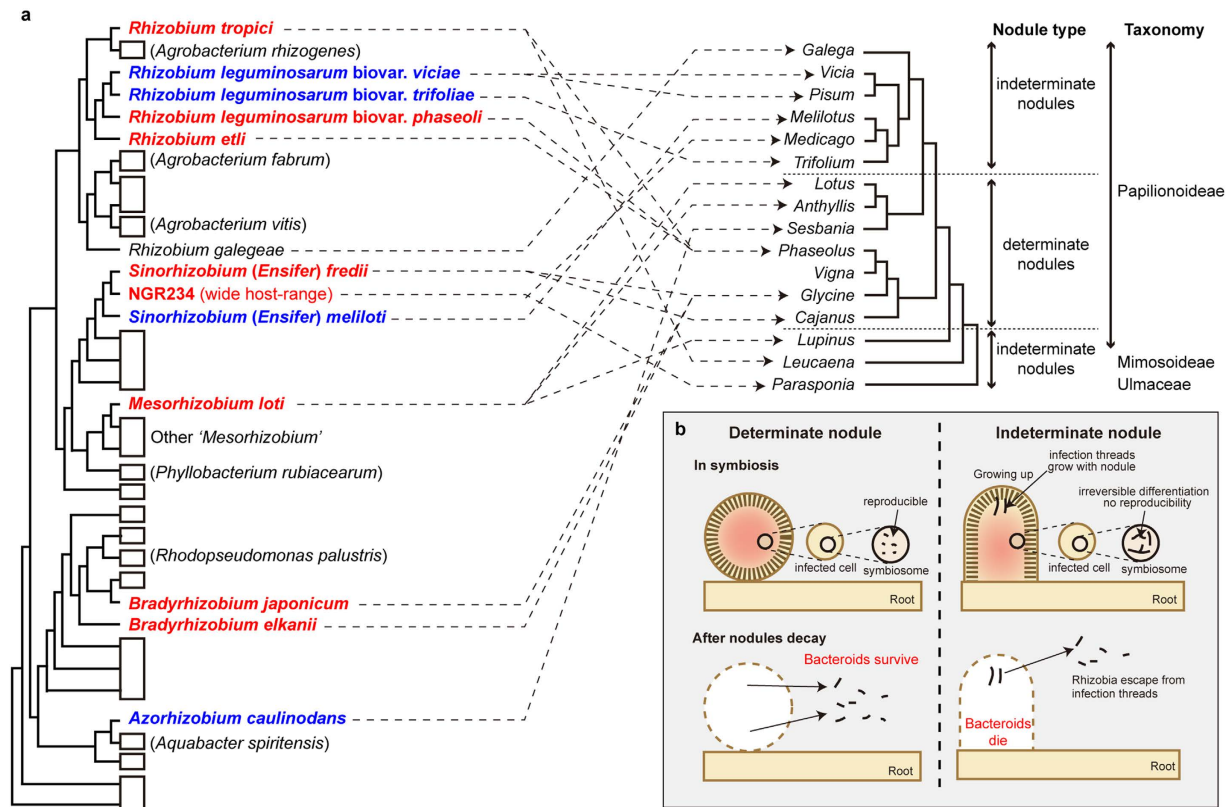 a
Rhizobium tropici
(Agrobacterium rhizogenes)
Rhizobium leguminosarum biovar. viciae
Rhizobium leguminosarum biovar. trifoliae
Rhizobium leguminosarum biovar. phaseoli
Rhizobium etli
(Agrobacterium fabrum)
(Agrobacterium vitis)
Rhizobium galegeae
Sinorhizobium (Ensifer) fredii
NGR234 (wide host-range)
Sinorhizobium (Ensifer) meliloti
Mesorhizobium loti
Other ‘Mesorhizobium’
(Phyllobacterium rubiacearum)
(Rhodopseudomonas palustris)
Bradyrhizobium japonicum
Bradyrhizobium elkanii
Azorhizobium caulinodans
(Aquabacter spiritensis)
Galega
Vicia
Pisum
Melilotus
Medicago
Trifolium
Lotus
Anthyllis
Sesbania
Phaseolus
Vigna
Glycine
Cajanus
Lupinus
Leucaena
Parasponia
Nodule type
indeterminate
nodules
determinate
nodules
indeterminate
nodules
Taxonomy
Papilionoideae
Mimosoideae
Ulmaceae
b
Determinate nodule
In symbiosis
reproducible
infected cell
symbiosome
Root
After nodules decay
Bacteroids survive
Root
Indeterminate nodule
infection threads
grow with nodule
Growing up
irreversible differentiation
no reproducibility
infected cell
symbiosome
Root
Rhizobia escape from
infection threads
Bacteroids
die
Root